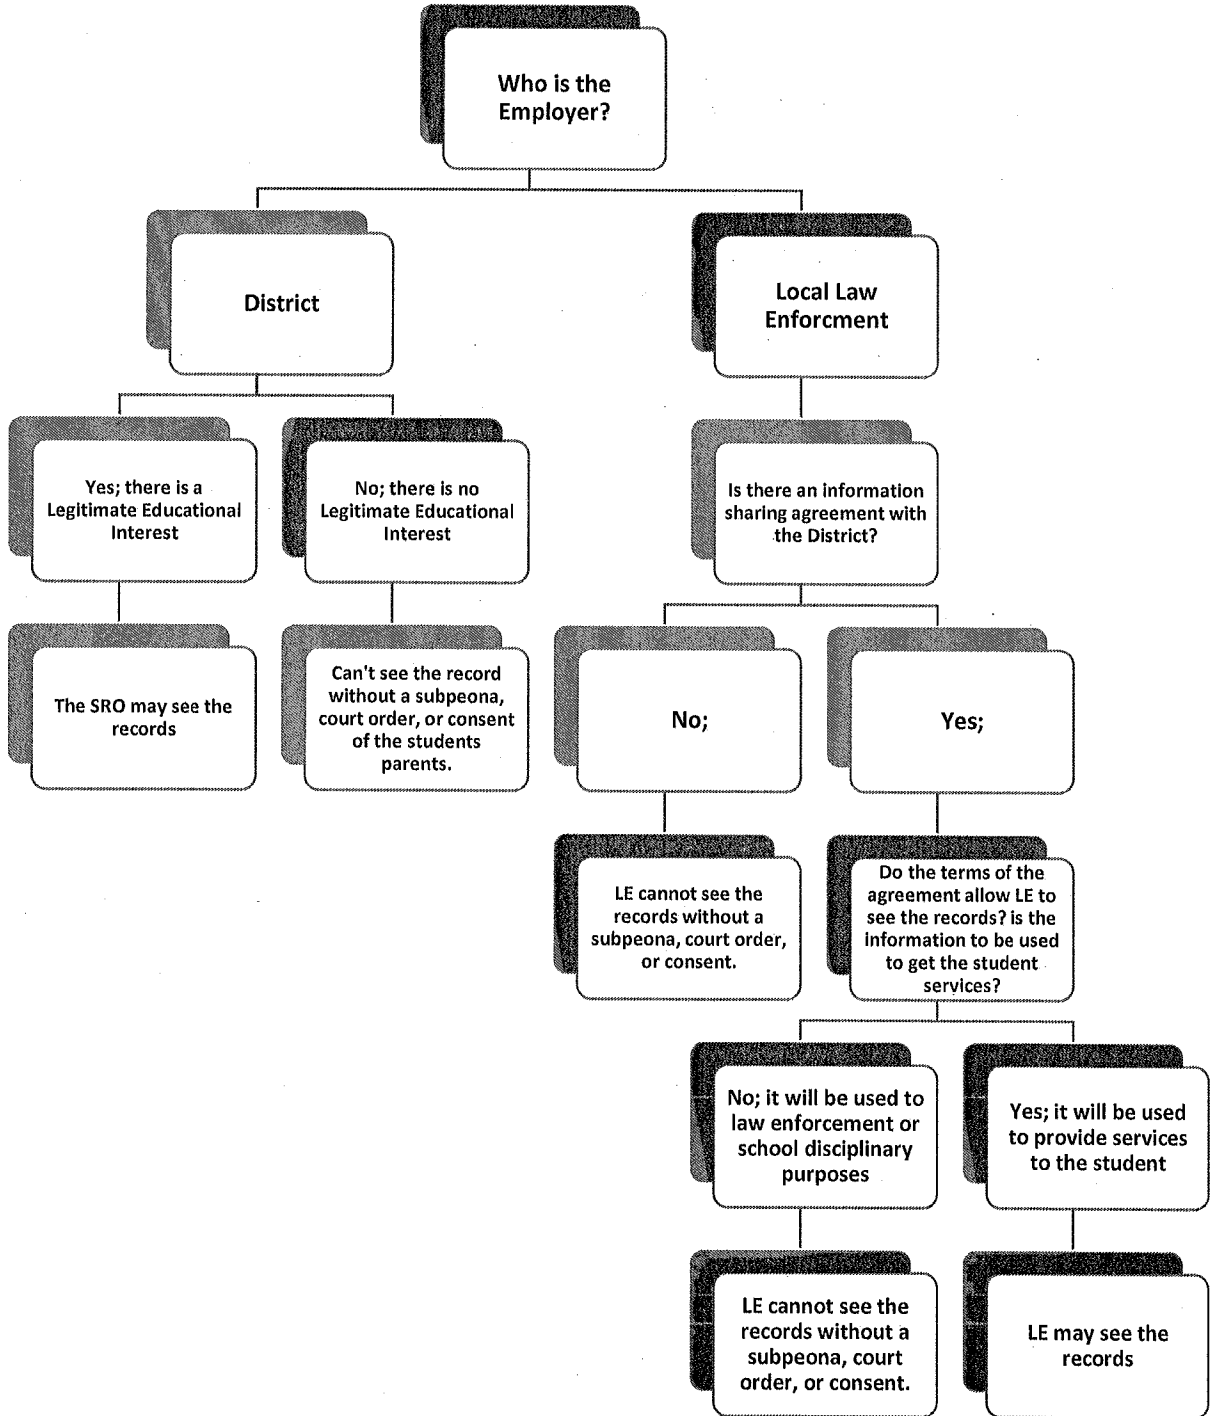 Who is the
Employer?
District
Local Law
Enforcment
Yes; there is a
Legitimate Educational
Interest
No; there is no
Legitimate Educational
Interest
Is there an information
sharing agreement with
the District?
The SRO may see the
records
Can't see the record
without a subpeona,
court order, or consent
of the students
parents.
No;
Yes;
LE cannot see the
records without a
subpeona, court order,
or consent.
Do the terms of the
agreement allow LE to
see the records? is the
information to be used
to get the student
services?
No; it will be used to
law enforcement or
school disciplinary
purposes
Yes; it will be used
to provide services
to the student
LE cannot see the
records without a
subpeona, court
order, or consent.
LE may see the
records